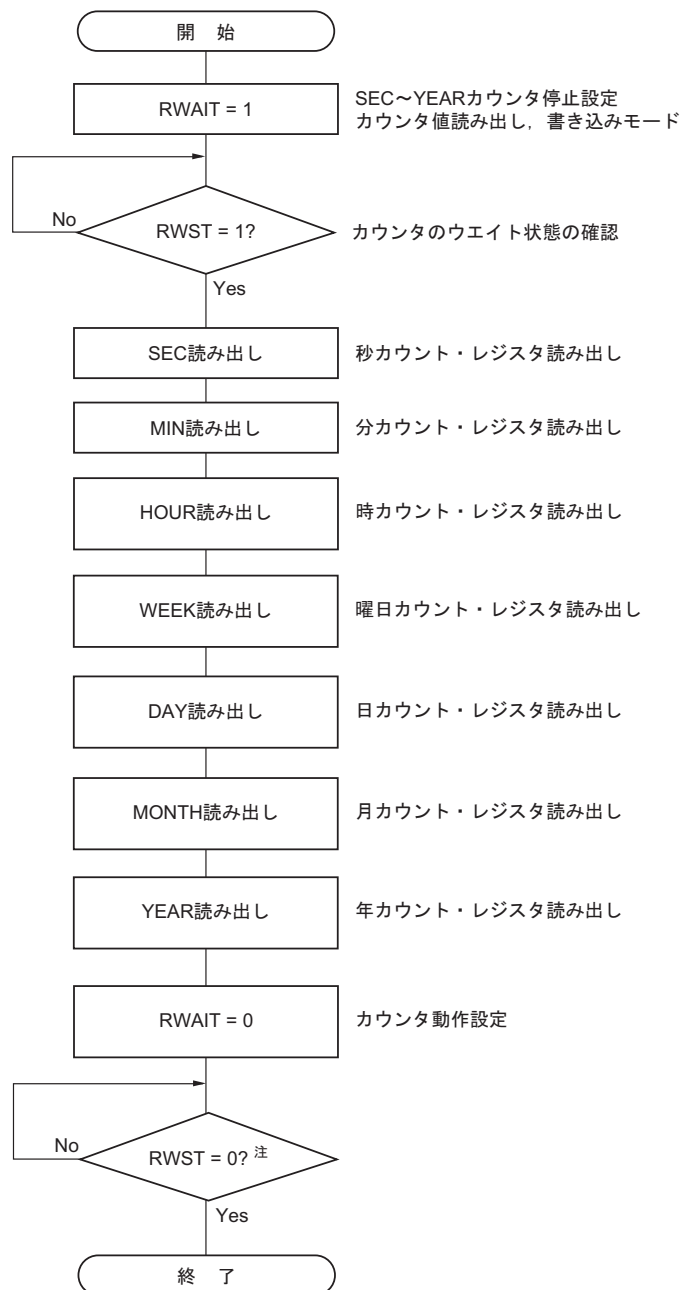 開 始
RWAIT = 1
SEC～YEARカウンタ停止設定
カウンタ値読み出し，書き込みモード
No
RWST = 1?
カウンタのウエイト状態の確認
Yes
SEC読み出し
秒カウント・レジスタ読み出し
MIN読み出し
分カウント・レジスタ読み出し
HOUR読み出し
時カウント・レジスタ読み出し
WEEK読み出し
曜日カウント・レジスタ読み出し
DAY読み出し
日カウント・レジスタ読み出し
MONTH読み出し
月カウント・レジスタ読み出し
YEAR読み出し
年カウント・レジスタ読み出し
RWAIT = 0
カウンタ動作設定
No
RWST = 0? 注
Yes
終 了